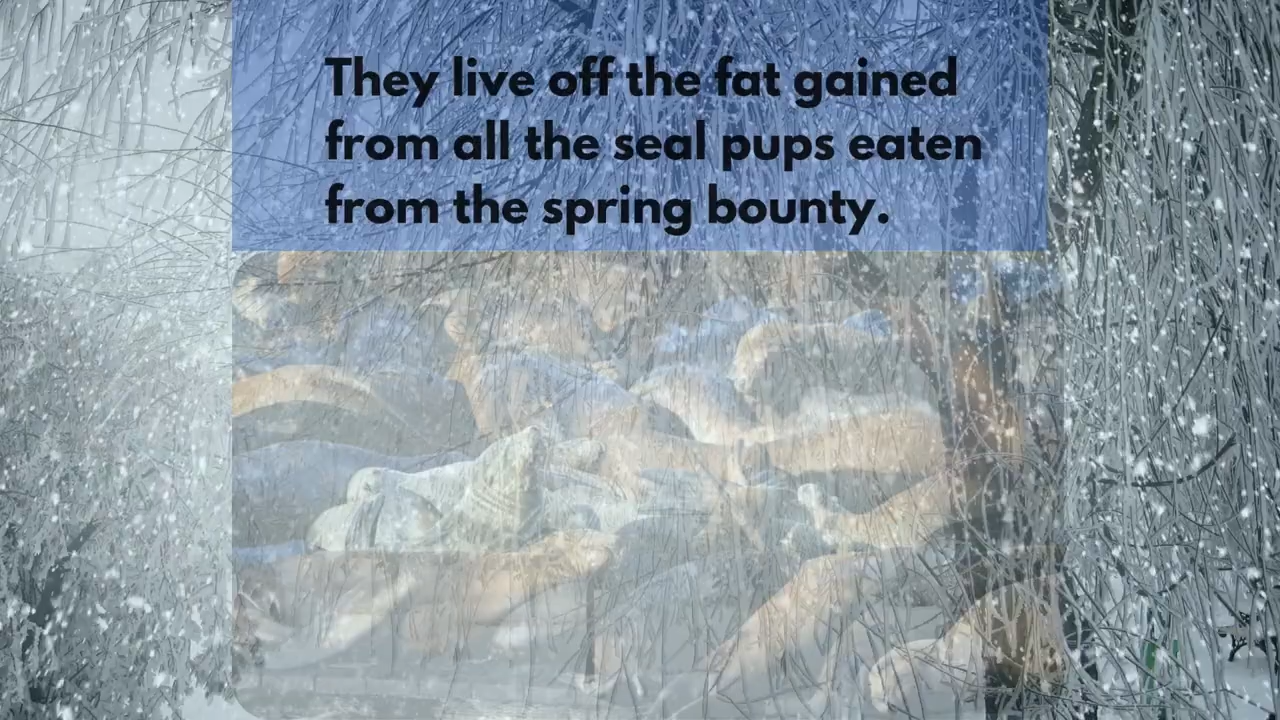 They live off the fat gained
from all the seal pups eaten
from the spring bounty.